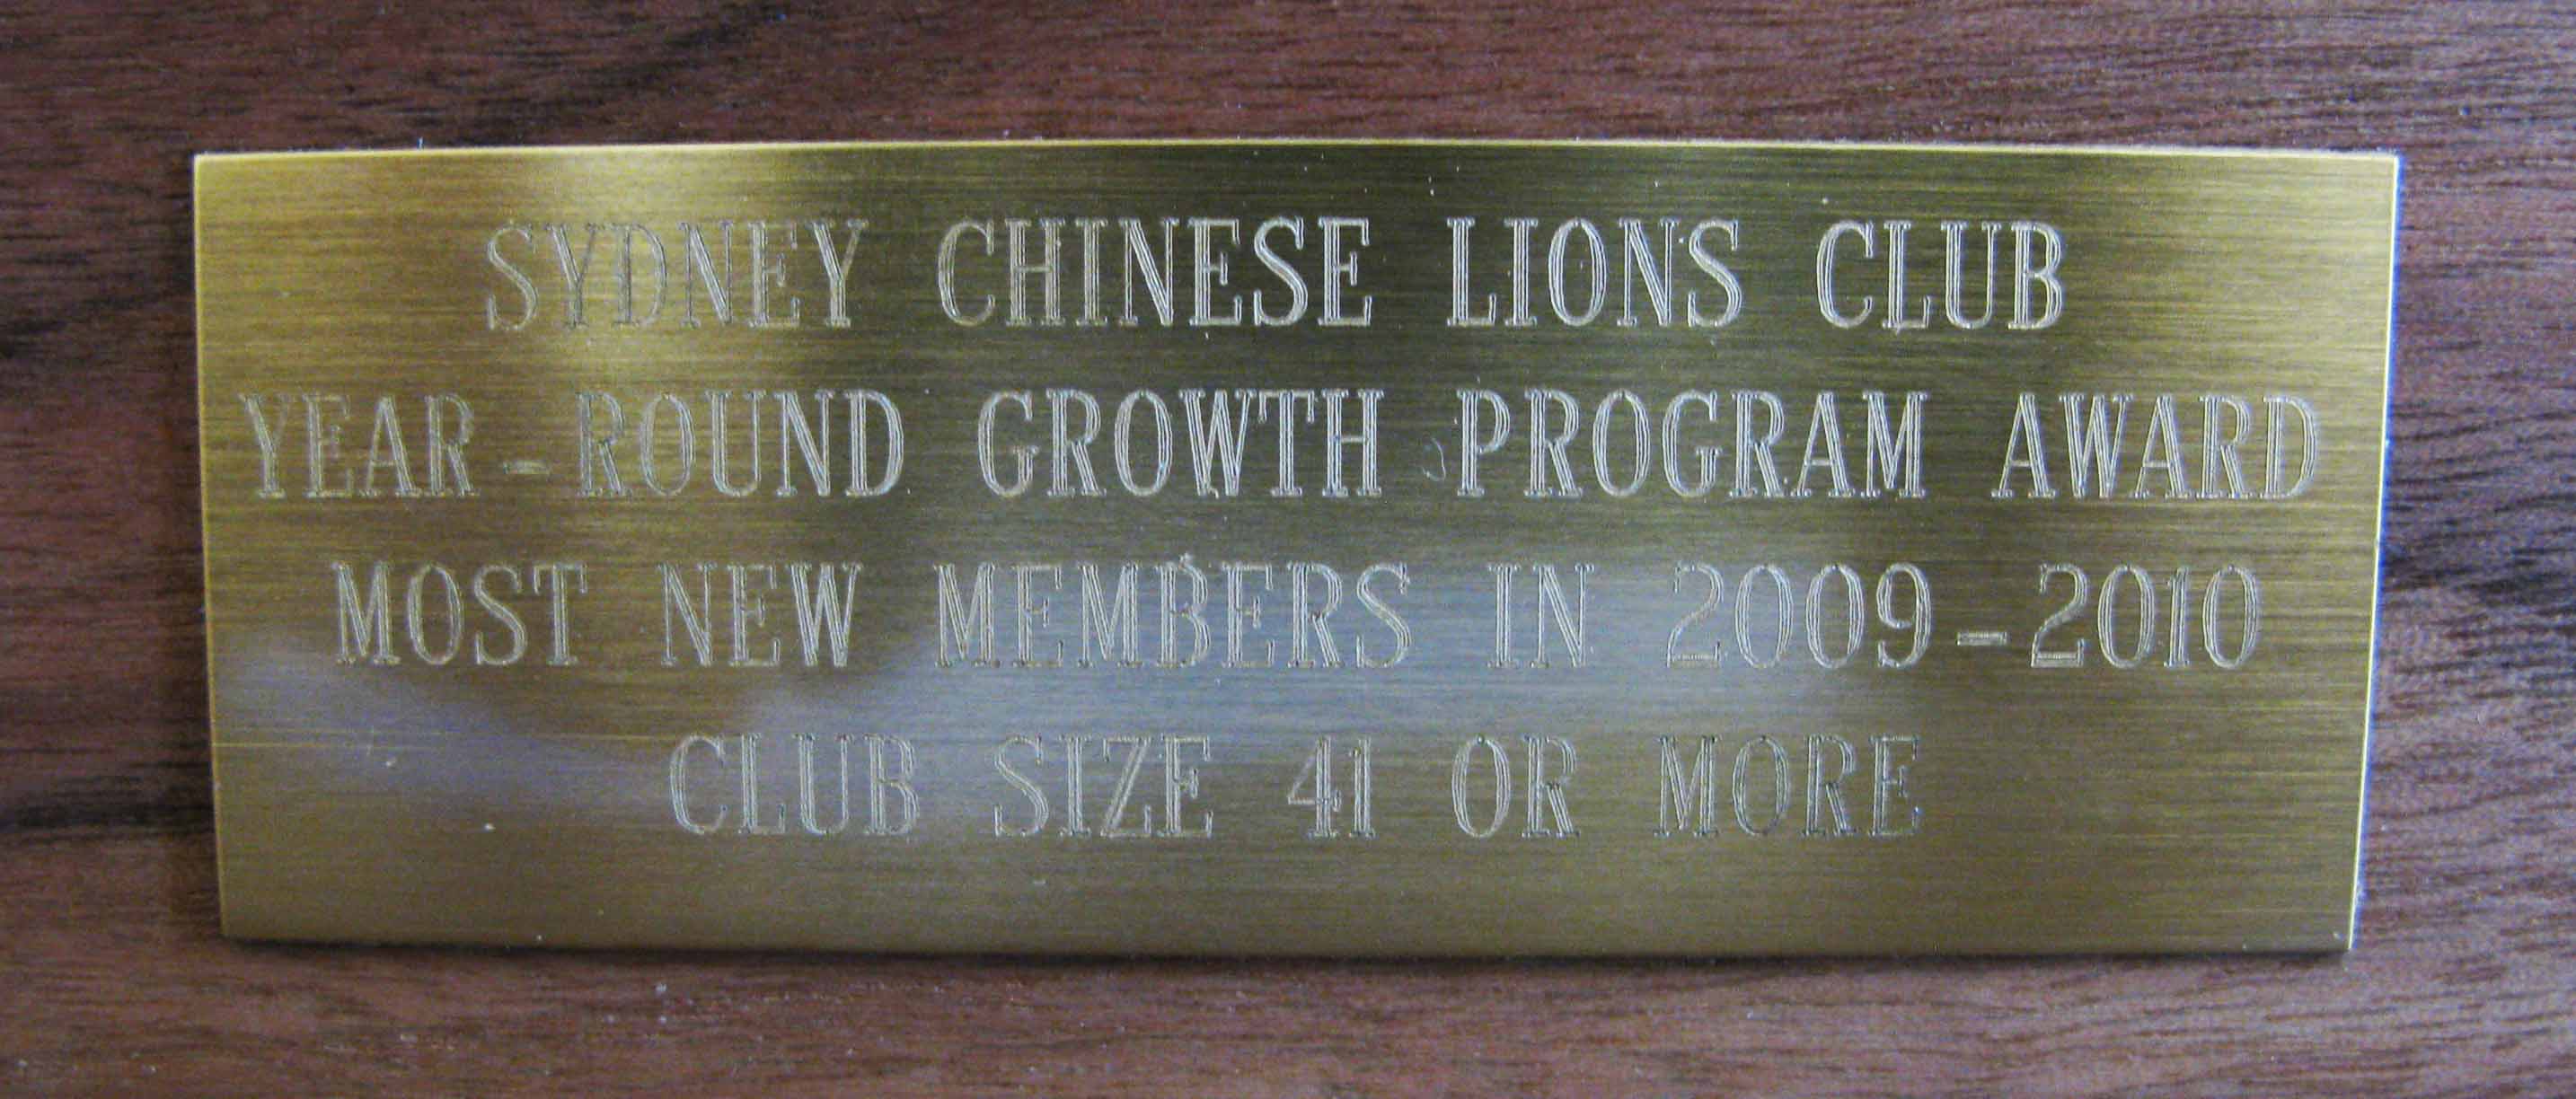 SYDNEY CHINESE LIONS CLUB
YEAR-ROUND GROWTH PROGRAM AWARD
MOST NEW MEMBERS IN 2009-2010
CLUB SIZE 41 OR MORE